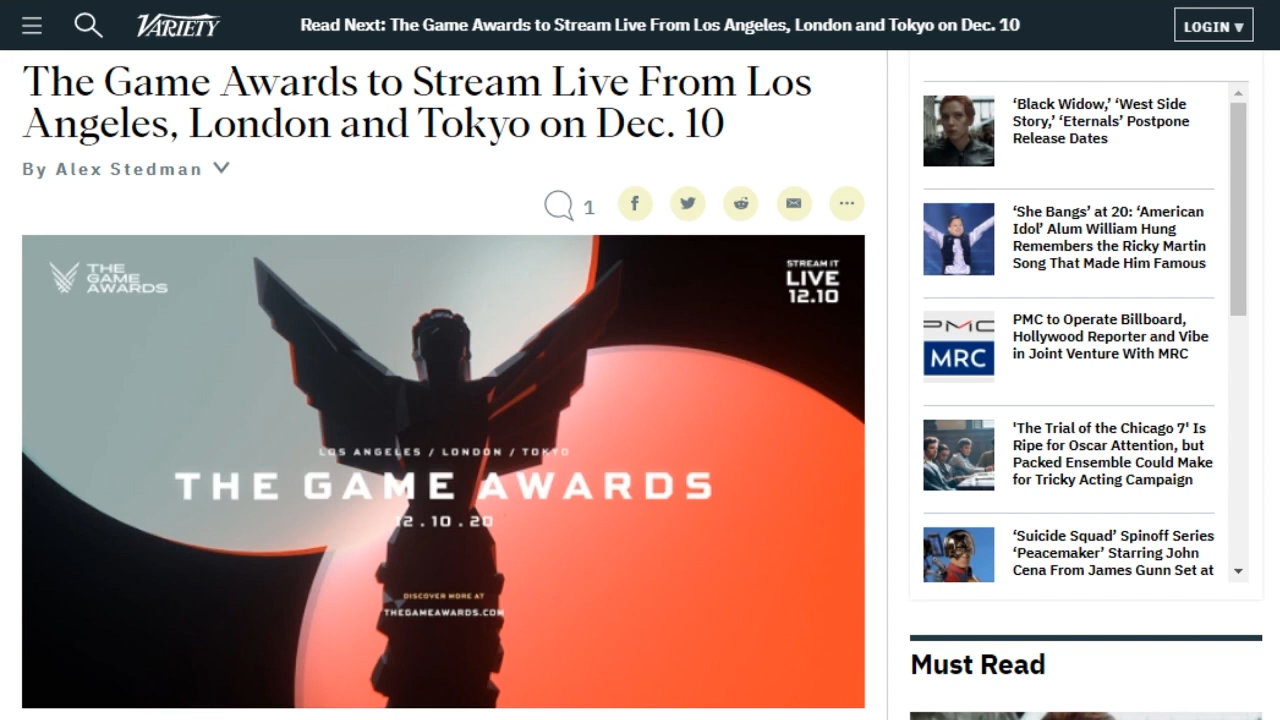 VARIETY
Read Next: The Game Awards to Stream Live From Los Angeles, London and Tokyo on Dec. 10
LOGIN ▼
The Game Awards to Stream Live From Los
Angeles, London and Tokyo on Dec. 10
By Alex Stedman
1
THE
GAME
AWARDS
STREAM IT
LIVE
12.10
LOS ANGELES / LONDON / TOKYO
THE GAME AWARDS
12.10.20
DISCOVER MORE AT
THEGAMEAWARDS.COM
‘Black Widow,’ ‘West Side
Story,’ ‘Eternals’ Postpone
Release Dates
‘She Bangs’ at 20: ‘American
Idol’ Alum William Hung
Remembers the Ricky Martin
Song That Made Him Famous
PMC
MRC
PMC to Operate Billboard,
Hollywood Reporter and Vibe
in Joint Venture With MRC
'The Trial of the Chicago 7' Is
Ripe for Oscar Attention, but
Packed Ensemble Could Make
for Tricky Acting Campaign
‘Suicide Squad’ Spinoff Series
‘Peacemaker’ Starring John
Cena From James Gunn Set at
Must Read